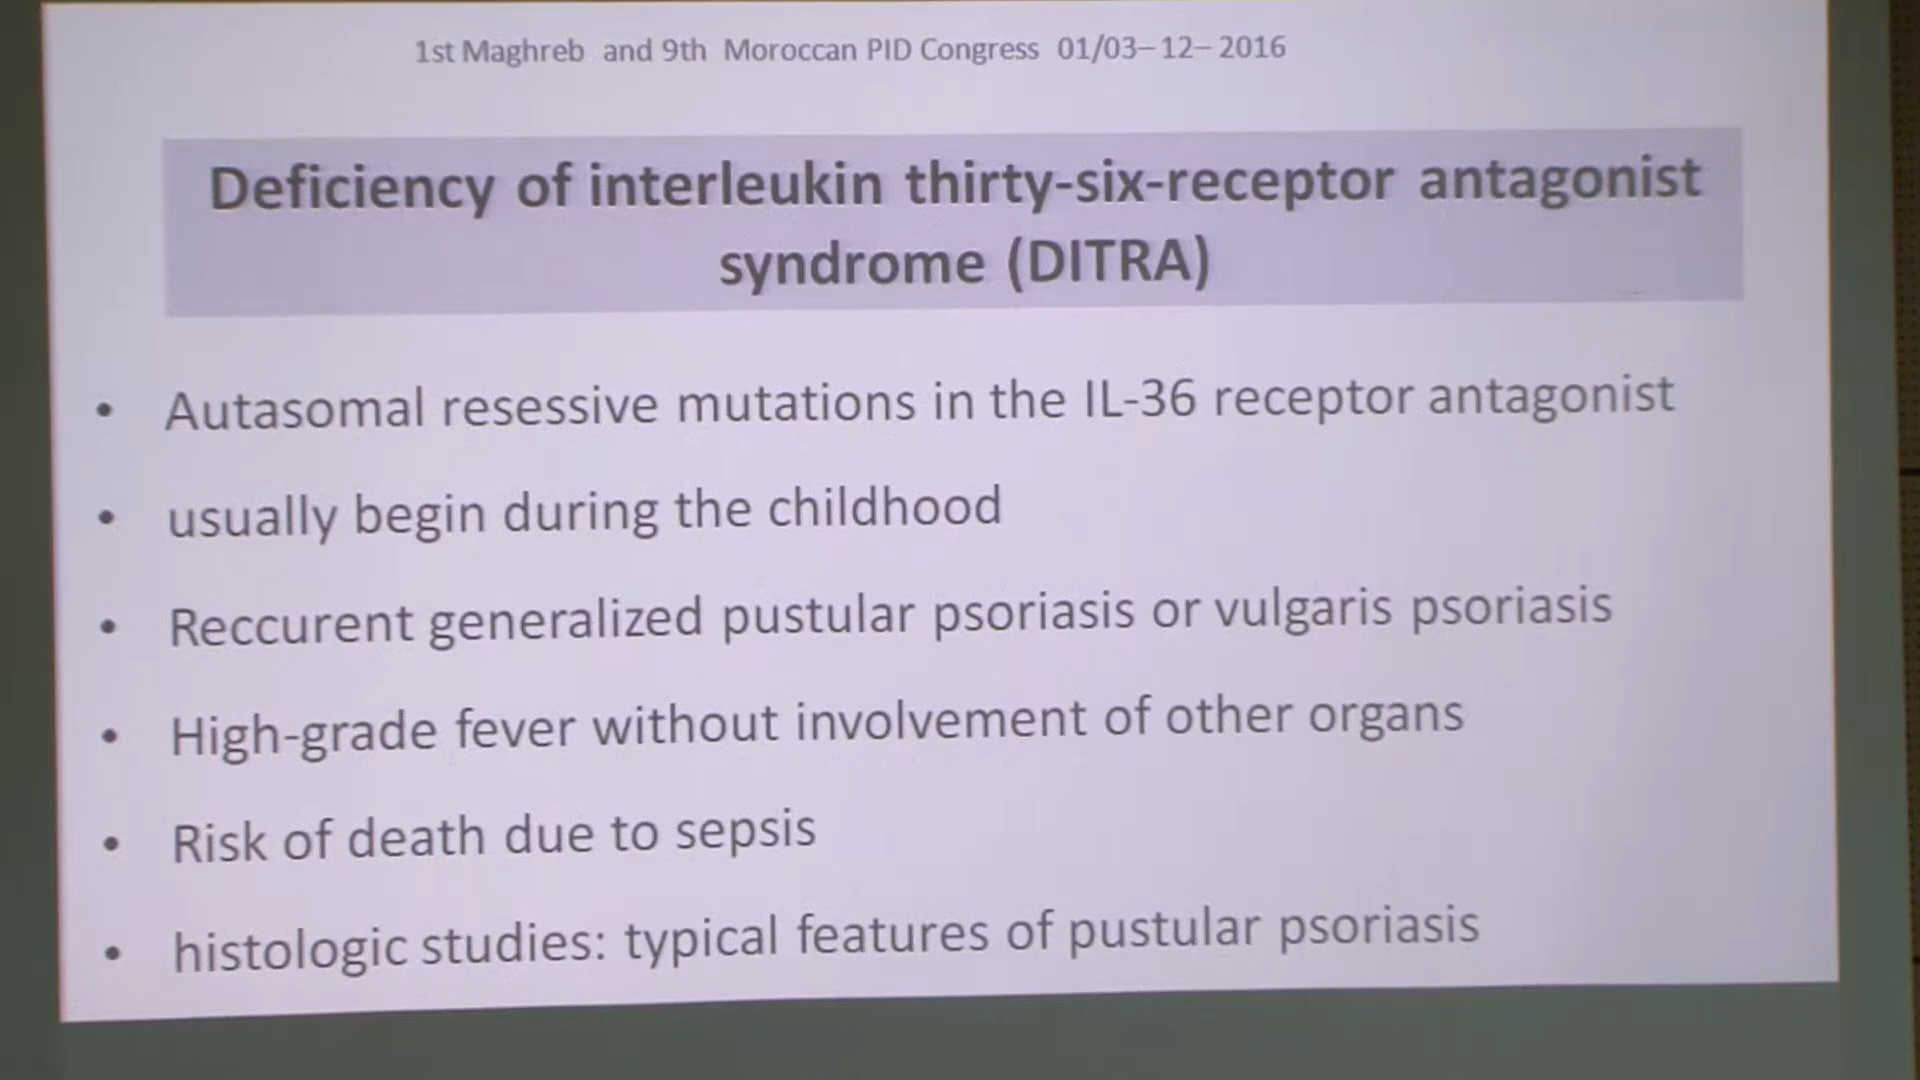 1st Maghreb and 9th Moroccan PID Congress 01/03–12–2016
Deficiency of interleukin thirty-six-receptor antagonist
syndrome (DITRA)
• Autasomal resessive mutations in the IL-36 receptor antagonist
• usually begin during the childhood
• Reccurent generalized pustular psoriasis or vulgaris psoriasis
• High-grade fever without involvement of other organs
• Risk of death due to sepsis
• histologic studies: typical features of pustular psoriasis